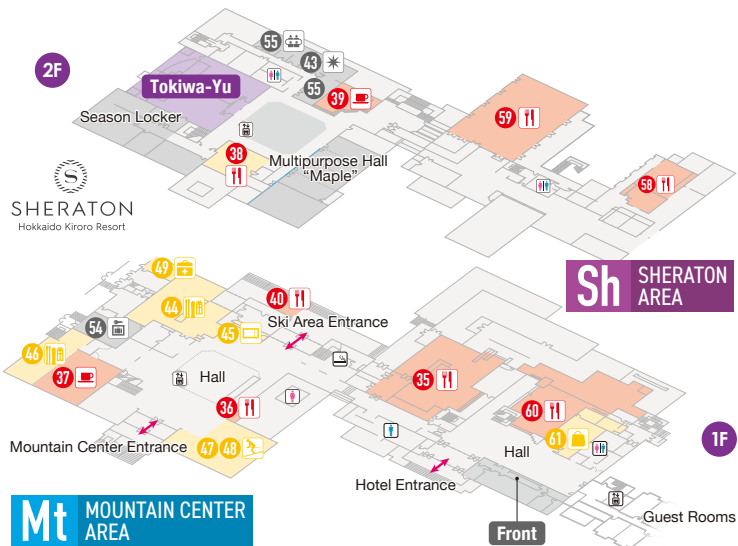 2F
55
43
55
39
Tokiwa-Yu
Season Locker
38
Multipurpose Hall
"Maple"
59
58
S
SHERATON
Hokkaido Kiroro Resort
Sh
SHERATON
AREA
49
44
40
Ski Area Entrance
54
45
46
37
Hall
36
35
60
61
Mountain Center Entrance
47
48
Hall
1F
Hotel Entrance
Mt
MOUNTAIN CENTER
AREA
Front
Guest Rooms